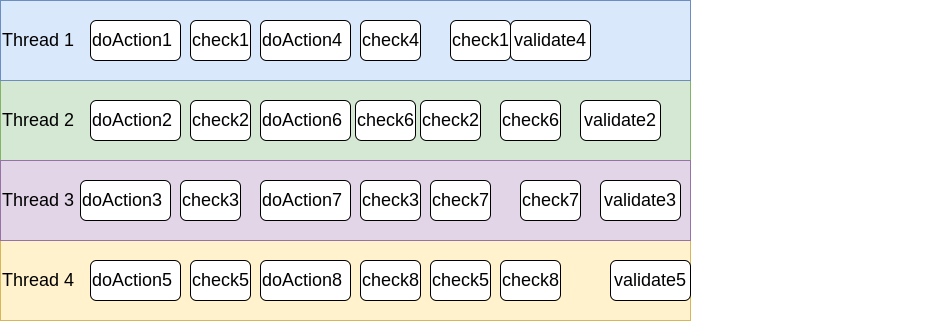 Thread 1 doAction1 check1 doAction4 check4 check1 validate4
Thread 2 doAction2 check2 doAction6 check6 check2 check6 validate2
Thread 3 doAction3 check3 doAction7 check3 check7 check7 validate3
Thread 4 doAction5 check5 doAction8 check8 check5 check8 validate5